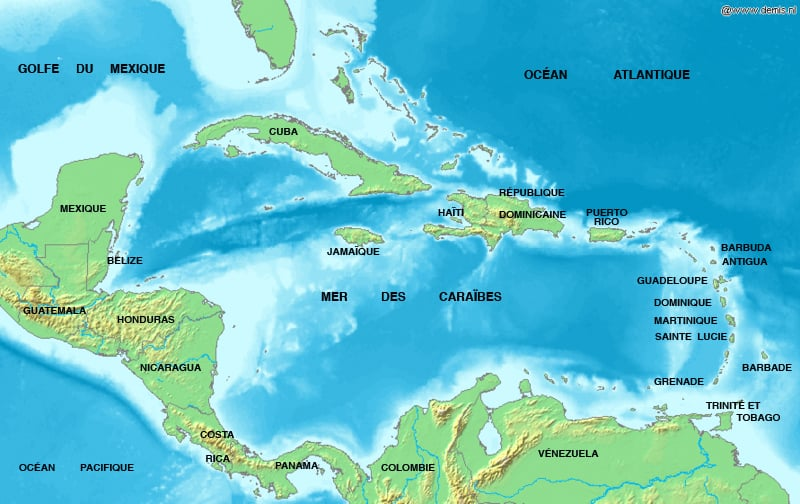 @www.demis.nl
GOLFE DU MEXIQUE
OCÉAN ATLANTIQUE
CUBA
MEXIQUE
RÉPUBLIQUE
DOMINICAINE
HAÏTI
PUERTO
RICO
JAMAÏQUE
BELIZE
BARBUDA
ANTIGUA
GUADELOUPE
MER DES CARAÏBES
DOMINIQUE
GUATEMALA
HONDURAS
MARTINIQUE
SAINTE LUCIE
NICARAGUA
BARBADE
GRENADE
TRINITÉ ET
TOBAGO
COSTA
RICA
VÉNEZUELA
OCÉAN PACIFIQUE
PANAMA
COLOMBIE